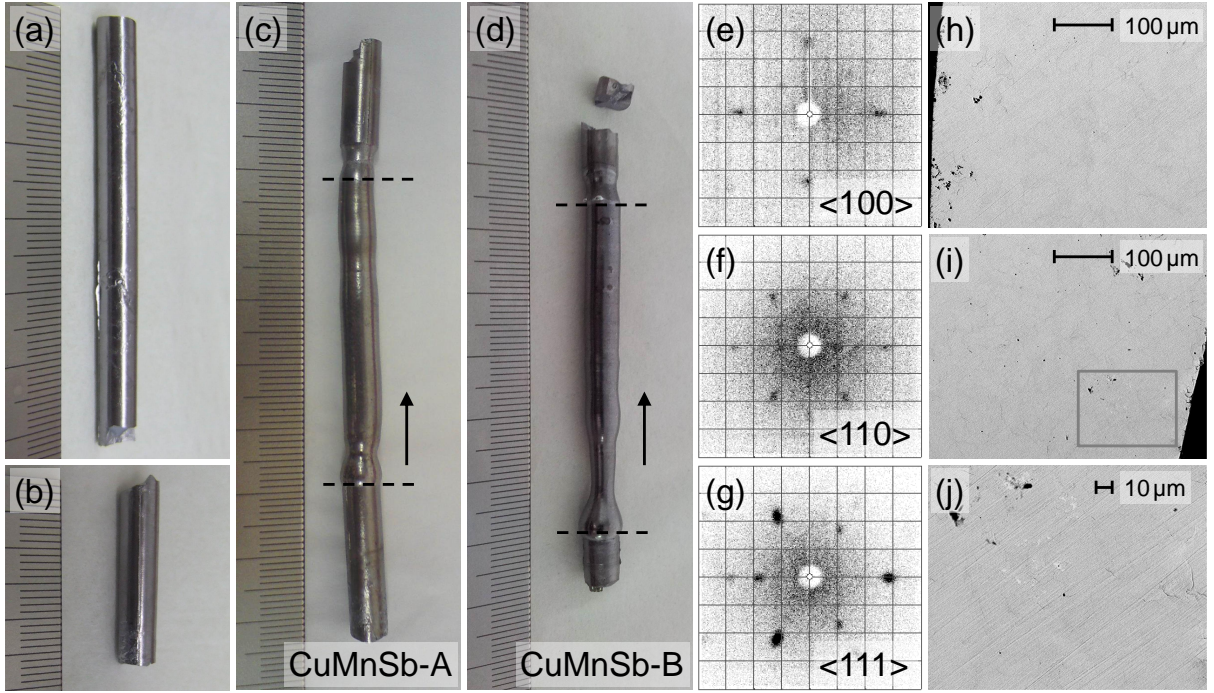 (a)
(b)
(c)
CuMnSb-A
(d)
CuMnSb-B
(e)
<100>
(f)
<110>
(g)
<111>
(h)
100 µm
(i)
100 µm
(j)
10 µm